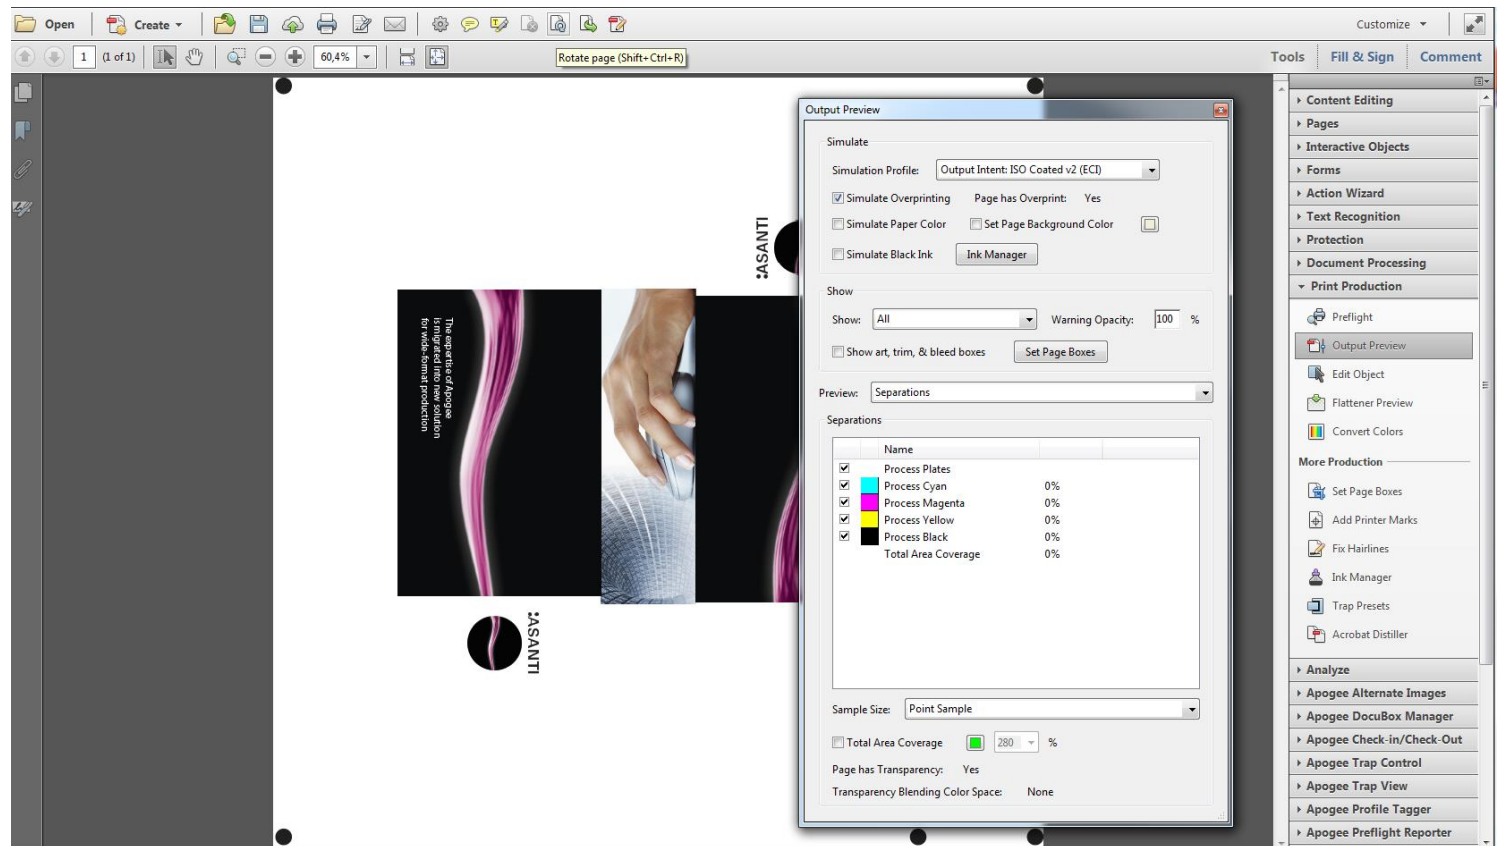 Open
Create
Customize
1
(1 of 1)
60,4%
Rotate page (Shift+Ctrl+R)
Tools
Fill & Sign
Comment
:ASANTI
The expertise of Apogee
is migrated into new solution
for wide-format production
:ASANTI
Output Preview
Simulate
Simulation Profile: Output Intent: ISO Coated v2 (ECI)
Simulate Overprinting Page has Overprint: Yes
Simulate Paper Color Set Page Background Color
Simulate Black Ink Ink Manager
Show
Show: All Warning Opacity: 100 %
Show art, trim, & bleed boxes Set Page Boxes
Preview: Separations
Separations
Name
Process Plates
Process Cyan 0%
Process Magenta 0%
Process Yellow 0%
Process Black 0%
Total Area Coverage 0%
Sample Size: Point Sample
Total Area Coverage 280 %
Page has Transparency: Yes
Transparency Blending Color Space: None
Content Editing
Pages
Interactive Objects
Forms
Action Wizard
Text Recognition
Protection
Document Processing
Print Production
Preflight
Output Preview
Edit Object
Flattener Preview
Convert Colors
More Production
Set Page Boxes
Add Printer Marks
Fix Hairlines
Ink Manager
Trap Presets
Acrobat Distiller
Analyze
Apogee Alternate Images
Apogee DocuBox Manager
Apogee Check-in/Check-Out
Apogee Trap Control
Apogee Trap View
Apogee Profile Tagger
Apogee Preflight Reporter